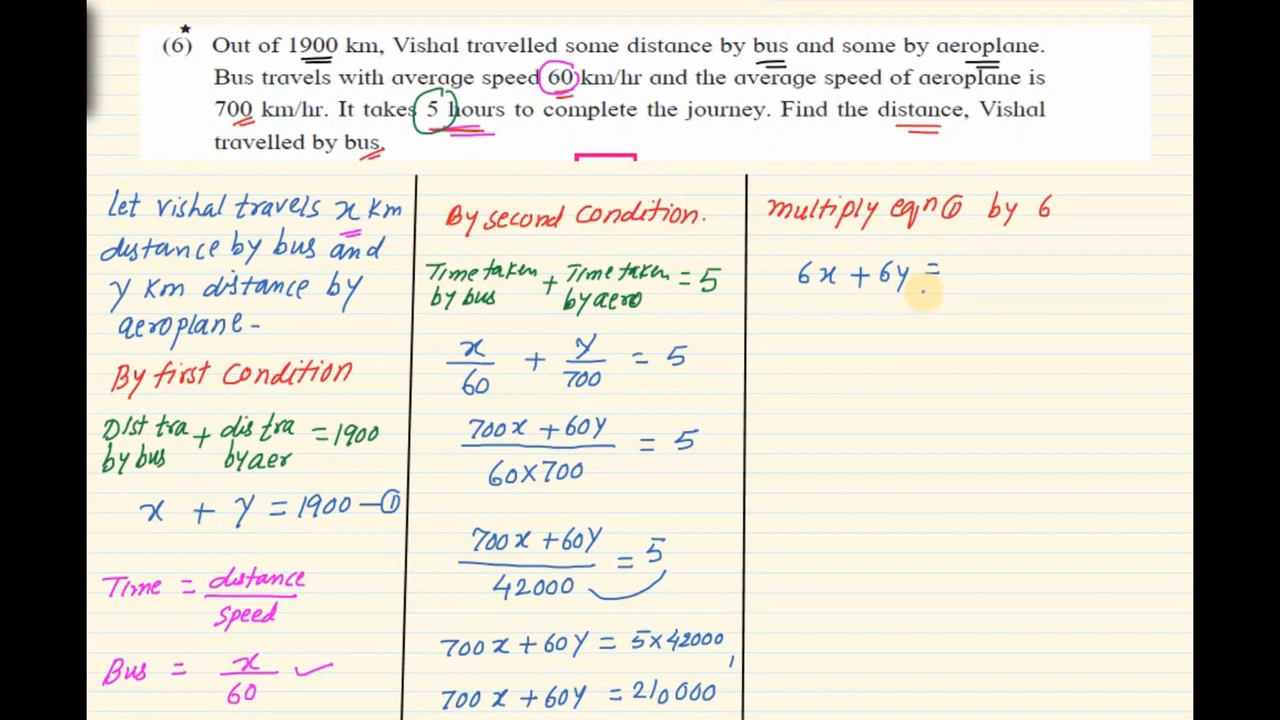 (6)* Out of 1900 km, Vishal travelled some distance by bus and some by aeroplane.
Bus travels with average speed 60 km/hr and the average speed of aeroplane is
700 km/hr. It takes 5 hours to complete the journey. Find the distance, Vishal
travelled by bus.
let vishal travels x km
distance by bus and
y km distance by
aeroplane -
By first condition
Dist tra + dis tra = 1900
by bus by aer
x + y = 1900 — ①
Time = distance
speed
Bus = x
60
By second condition.
Time taken + Time taken = 5
by bus by aero
x/60 + y/700 = 5
700x + 60y = 5
60×700
700x + 60y = 5
42000
700x + 60y = 5×42000,
700x + 60y = 210000
multiply eqn ① by 6
6x + 6y =